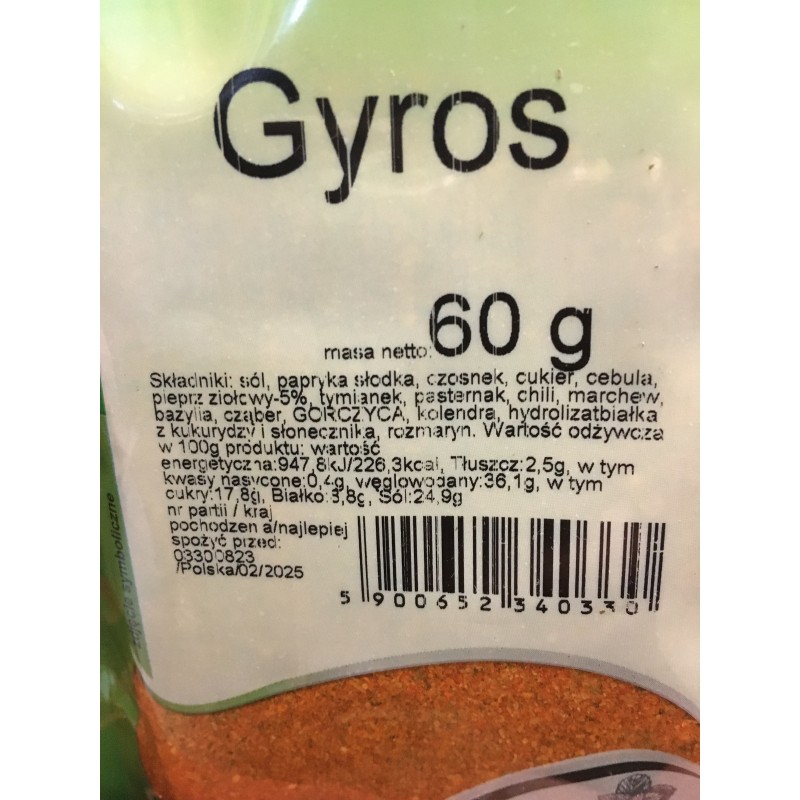 Gyros
masa netto: 60 g
Składniki: sól, papryka słodka, czosnek, cukier, cebula,
pieprz ziołowy-5%, tymianek, pasternak, chili, marchew,
bazylia, cząber, GORCZYCA, kolendra, hydrolizatbiałka
z kukurydzy i słonecznika, rozmaryn. Wartość odżywcza
w 100g produktu: wartość
energetyczna:947,8kJ/226,3kcal, Tłuszcz:2,5g, w tym
kwasy nasycone:0,4g, węglowodany:36,1g, w tym
cukry:17,8g, Białko: Sól:24,9g
nr partii / kraj
pochodzenia/najlepiej
spożyć przed:
03300823
/Polska/02/2025
5 900652 340330
zdjęcie symboliczne